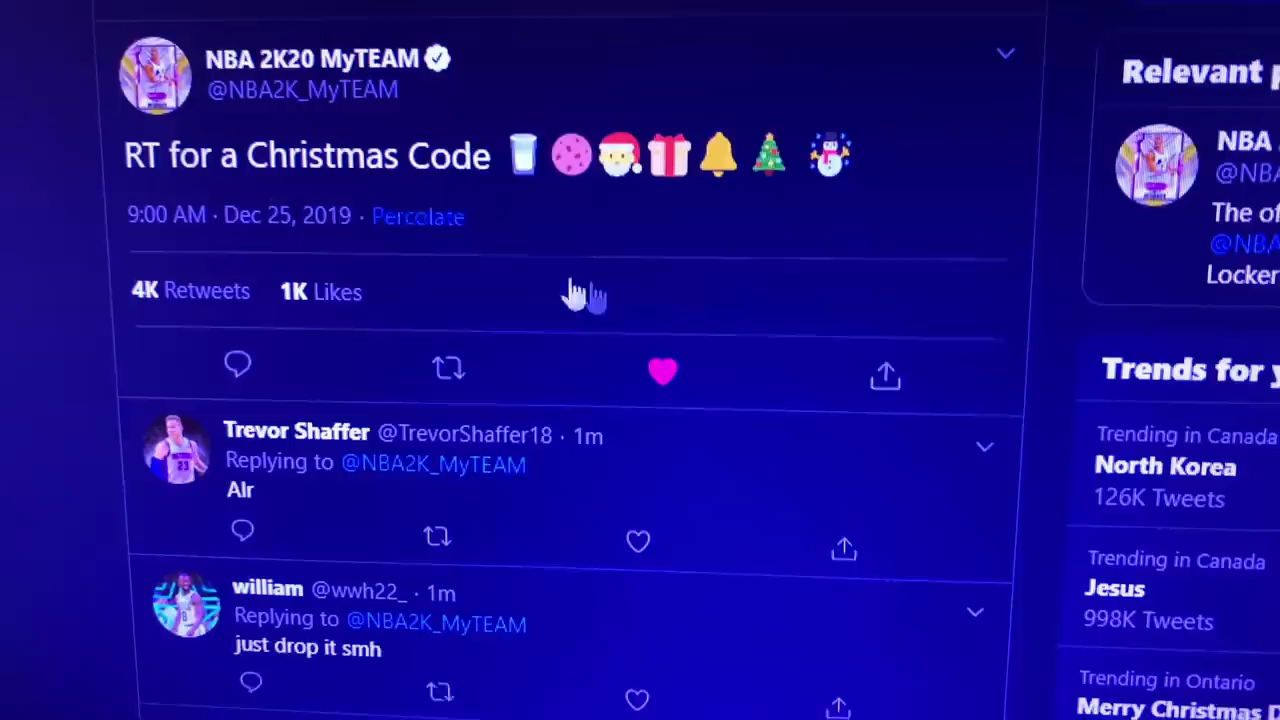 NBA 2K20 MyTEAM
@NBA2K_MyTEAM
RT for a Christmas Code 🥛🍪🎅🎁🔔🎄☃️
9:00 AM · Dec 25, 2019 · Percolate
4K Retweets 1K Likes
Trevor Shaffer @TrevorShaffer18 · 1m
Replying to @NBA2K_MyTEAM
Alr
william @wwh22_ · 1m
Replying to @NBA2K_MyTEAM
just drop it smh
Relevant p
NBA
@NBA
The of
@NBA
Locker
Trends for y
Trending in Canada
North Korea
126K Tweets
Trending in Canada
Jesus
998K Tweets
Trending in Ontario
Merry Christmas D